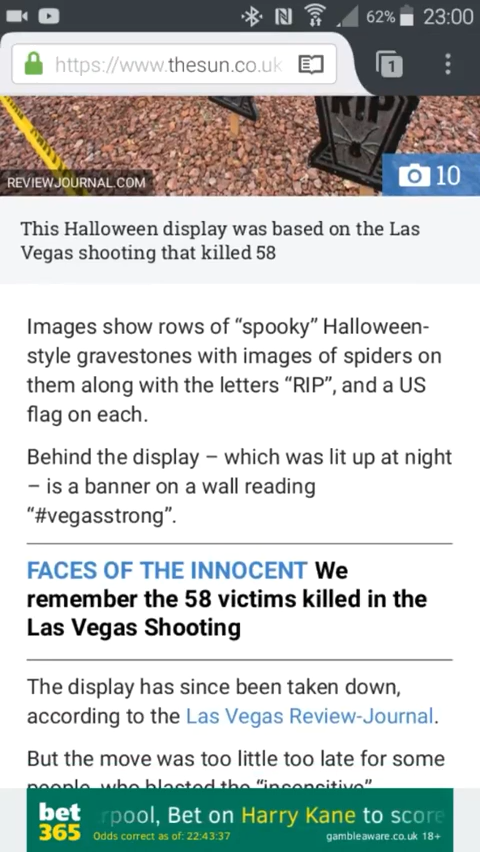 62% 23:00
https://www.thesun.co.uk
1
RIP
REVIEWJOURNAL.COM
10
This Halloween display was based on the Las
Vegas shooting that killed 58
Images show rows of “spooky” Halloween-
style gravestones with images of spiders on
them along with the letters “RIP”, and a US
flag on each.
Behind the display – which was lit up at night
– is a banner on a wall reading
“#vegasstrong”.
FACES OF THE INNOCENT We
remember the 58 victims killed in the
Las Vegas Shooting
The display has since been taken down,
according to the Las Vegas Review-Journal.
But the move was too little too late for some
people, who blasted the “insensitive”
bet
365
rpool, Bet on Harry Kane to score
Odds correct as of: 22:43:37
gambleaware.co.uk 18+